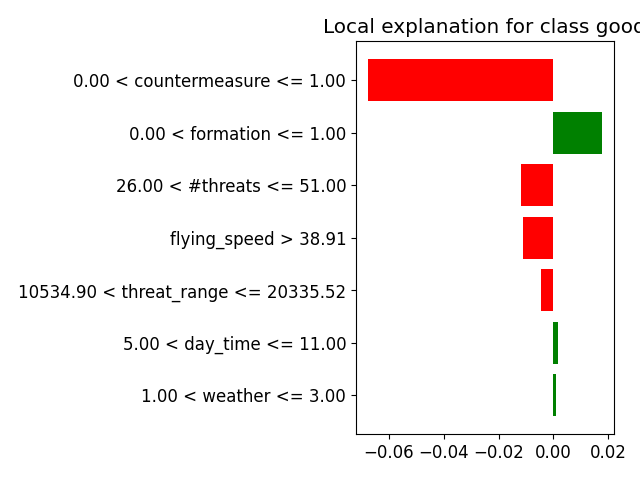 Local explanation for class good
0.00 < countermeasure <= 1.00
0.00 < formation <= 1.00
26.00 < #threats <= 51.00
flying_speed > 38.91
10534.90 < threat_range <= 20335.52
5.00 < day_time <= 11.00
1.00 < weather <= 3.00
−0.06 −0.04 −0.02 0.00 0.02